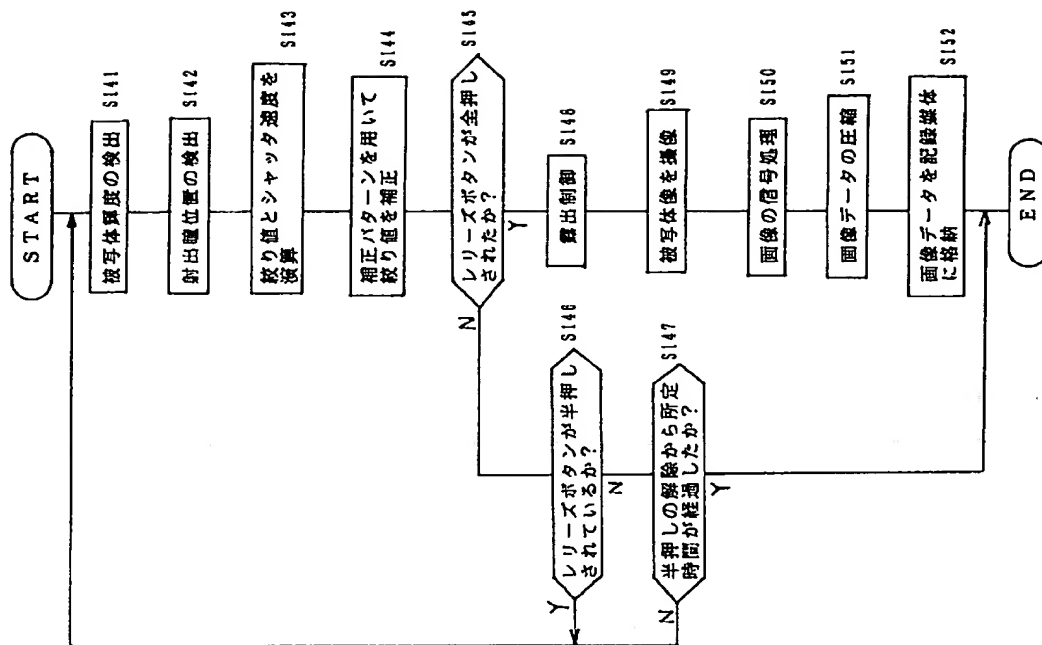 START
被写体輝度の検出
S141
射出瞳位置の検出
S142
絞り値とシャッタ速度を
演算
S143
補正パターンを用いて
絞り値を補正
S144
レリーズボタンが全押し
されたか?
S145
N
Y
レリーズボタンが半押し
されているか?
S146
Y
N
半押しの解除から所定
時間が経過したか?
S147
N
Y
露出制御
S148
被写体像を撮像
S149
画像の信号処理
S150
画像データの圧縮
S151
画像データを記録媒体
に格納
S152
END